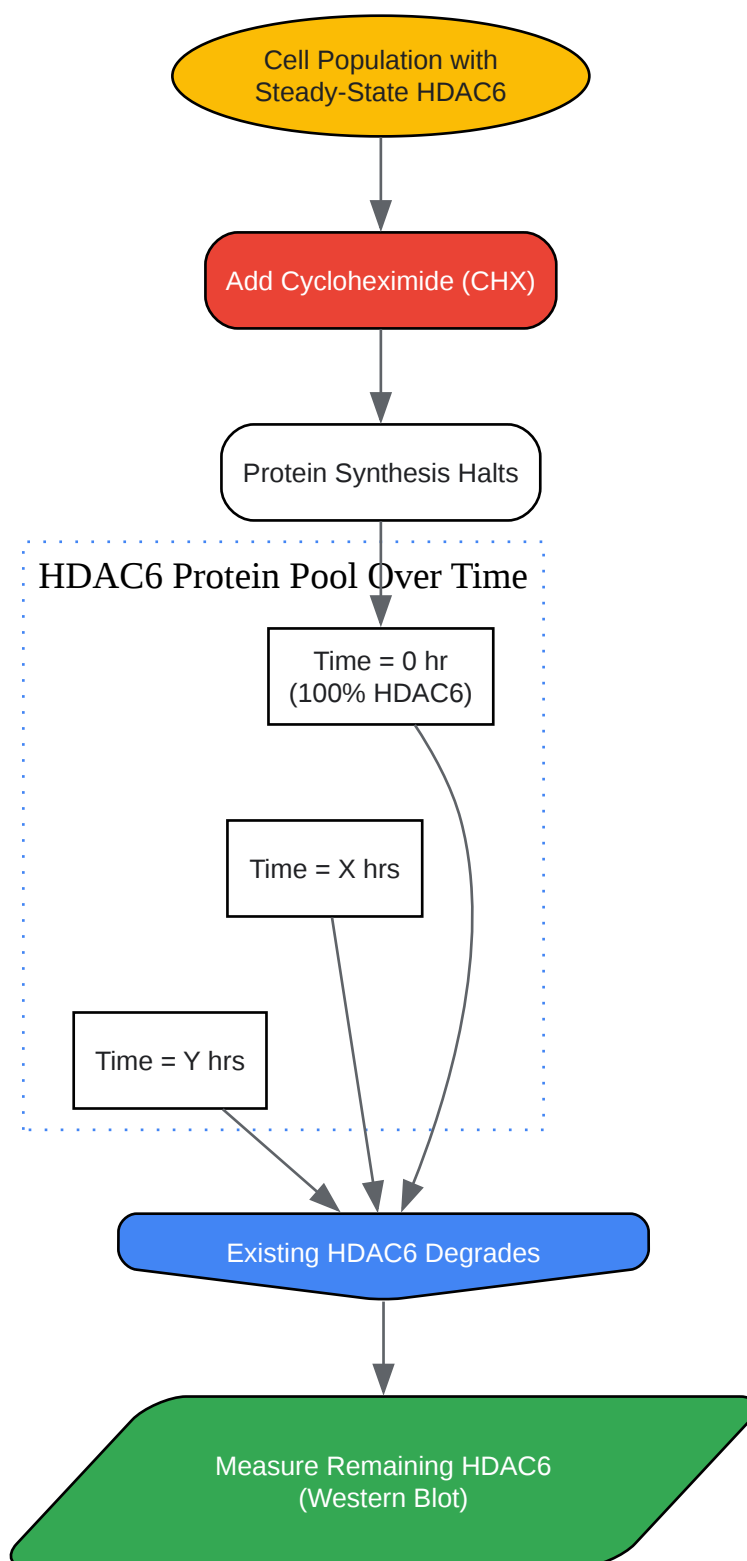 Cell Population with
Steady-State HDAC6
Add Cycloheximide (CHX)
Protein Synthesis Halts
HDAC6 Protein Pool Over Time
Time = 0 hr
(100% HDAC6)
Time = X hrs
Time = Y hrs
Existing HDAC6 Degrades
Measure Remaining HDAC6
(Western Blot)